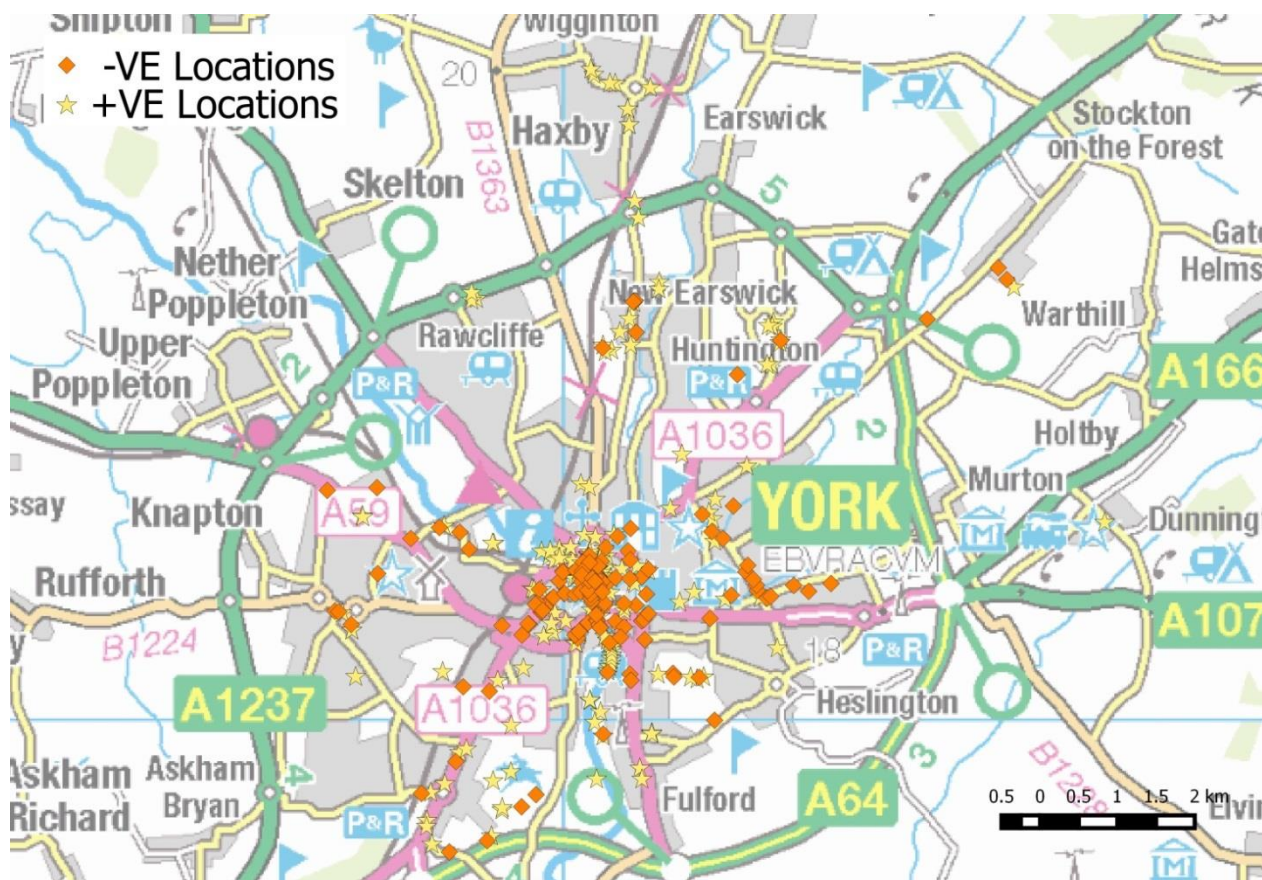 Shipton
Wigginton
-VE Locations
+VE Locations
20
Haxby
Earswick
Stockton
on the Forest
B1363
Skelton
5
Nether
Poppleton
Gate
Helms
New Earswick
Warthill
Upper
Poppleton
Rawcliffe
Huntington
2
P&R
P&R
A166
A1036
2
Holtby
Knapton
A59
YORK
Murton
Dunningt
EBVRACVM
Rufforth
B1224
A107
18
P&R
A1237
A1036
Heslington
3
Askham
Richard
Askham
Bryan
4
P&R
Fulford
A64
B1228
0.5 0 0.5 1 1.5 2 km
Elvin